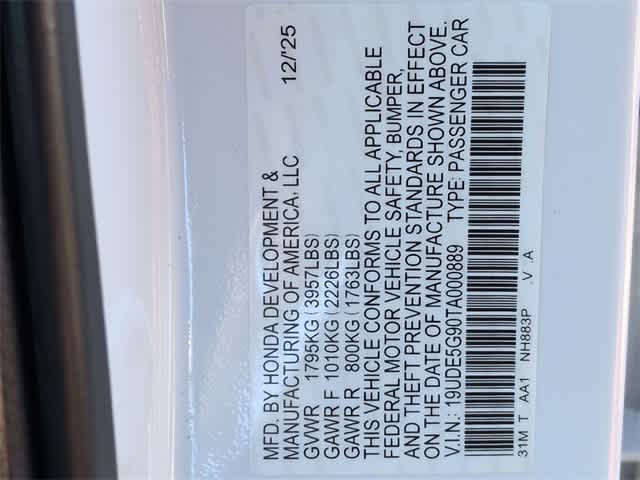 MFD. BY HONDA DEVELOPMENT & 12/'25
MANUFACTURING OF AMERICA, LLC
GVWR 1795KG (3957LBS)
GAWR F 1010KG (2226LBS)
GAWR R 800KG (1763LBS)
THIS VEHICLE CONFORMS TO ALL APPLICABLE
FEDERAL MOTOR VEHICLE SAFETY, BUMPER,
AND THEFT PREVENTION STANDARDS IN EFFECT
ON THE DATE OF MANUFACTURE SHOWN ABOVE.
V.I.N.: 19UDE5G90TA000889 TYPE: PASSENGER CAR
31M T AA1 NH883P .V .A